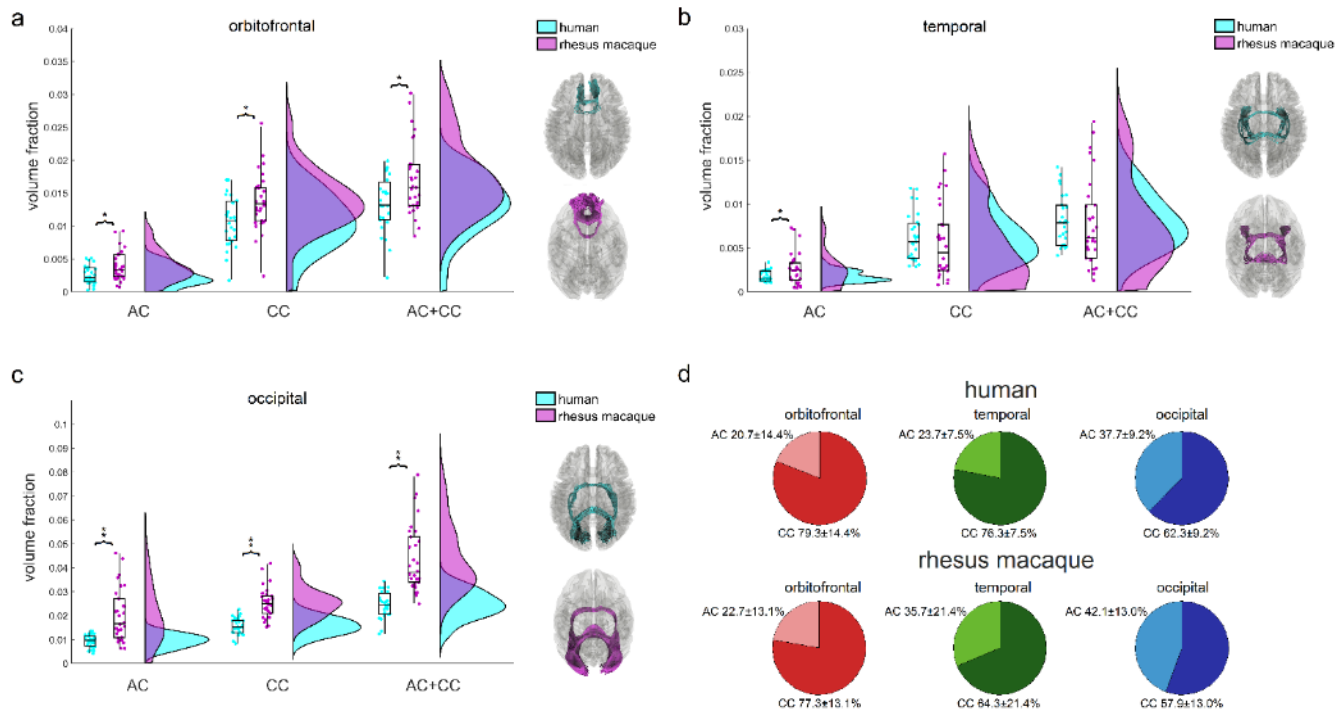 a
orbitofrontal
human
rhesus macaque
0.04
0.035
0.03
0.025
0.02
0.015
0.01
0.005
0
volume fraction
*
*
*
AC
CC
AC+CC
b
temporal
human
rhesus macaque
0.03
0.025
0.02
0.015
0.01
0.005
0
volume fraction
*
AC
CC
AC+CC
c
occipital
human
rhesus macaque
0.1
0.09
0.08
0.07
0.06
0.05
0.04
0.03
0.02
0.01
0
volume fraction
**
**
**
AC
CC
AC+CC
d
human
orbitofrontal
temporal
occipital
AC 20.7±14.4%
AC 23.7±7.5%
AC 37.7±9.2%
CC 79.3±14.4%
CC 76.3±7.5%
CC 62.3±9.2%
rhesus macaque
orbitofrontal
temporal
occipital
AC 22.7±13.1%
AC 35.7±21.4%
AC 42.1±13.0%
CC 77.3±13.1%
CC 64.3±21.4%
CC 57.9±13.0%